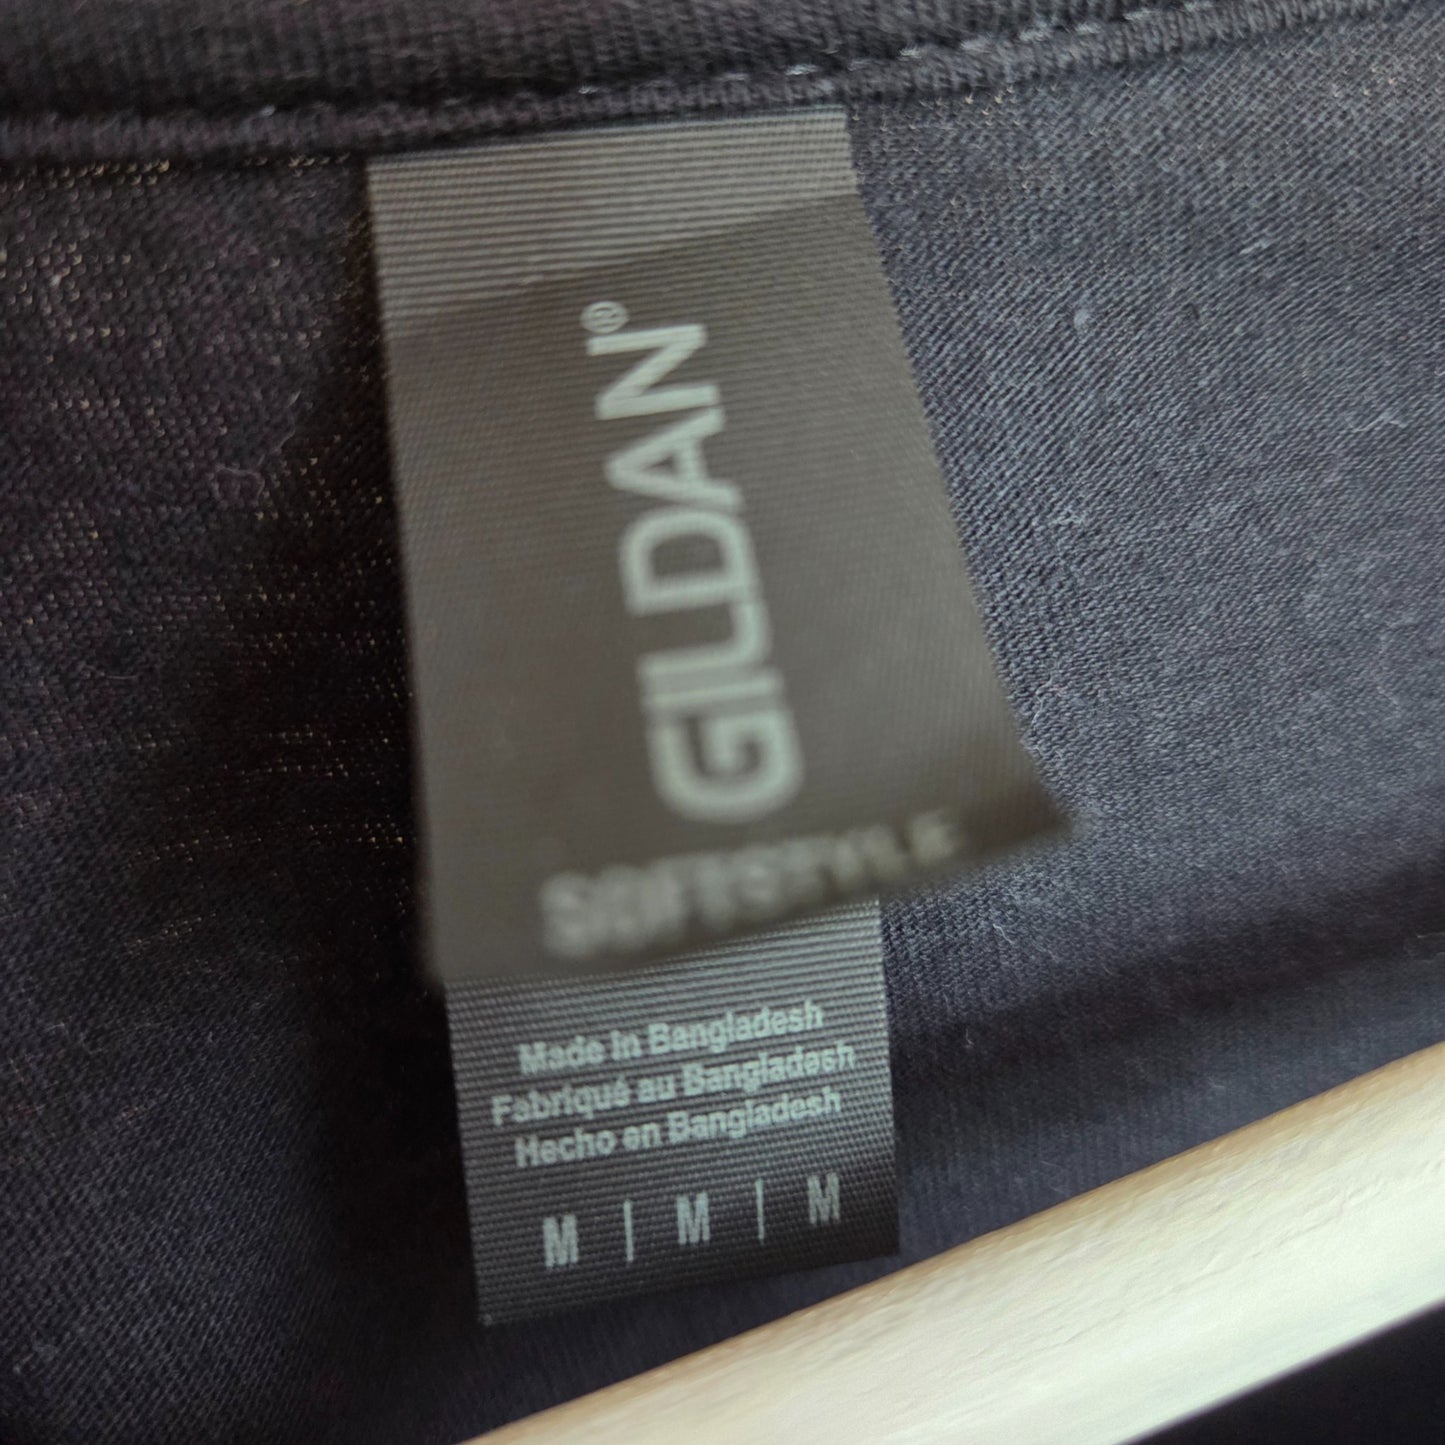 GILDAN®
SOFTSTYLE
Made in Bangladesh
Fabriqué au Bangladesh
Hecho en Bangladesh
M | M | M